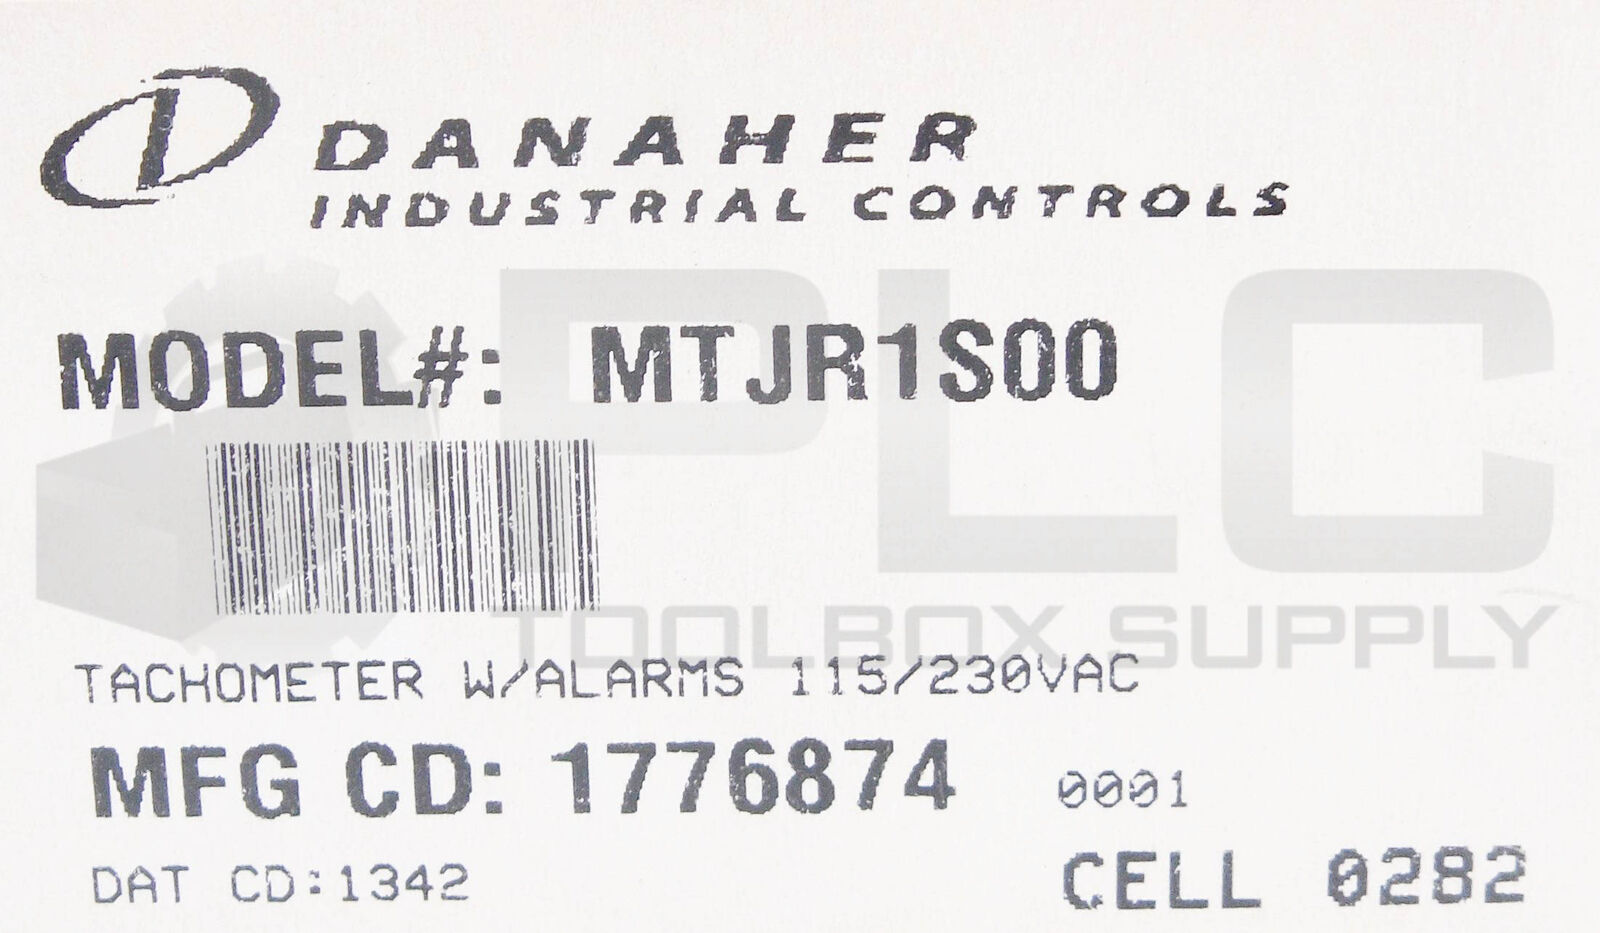 DANAHER
INDUSTRIAL CONTROLS
PLC
MODEL#: MTJR1S00
TOOLBOX SUPPLY
TACHOMETER W/ALARMS 115/230VAC
MFG CD: 1776874 0001
DAT CD:1342 CELL 0282